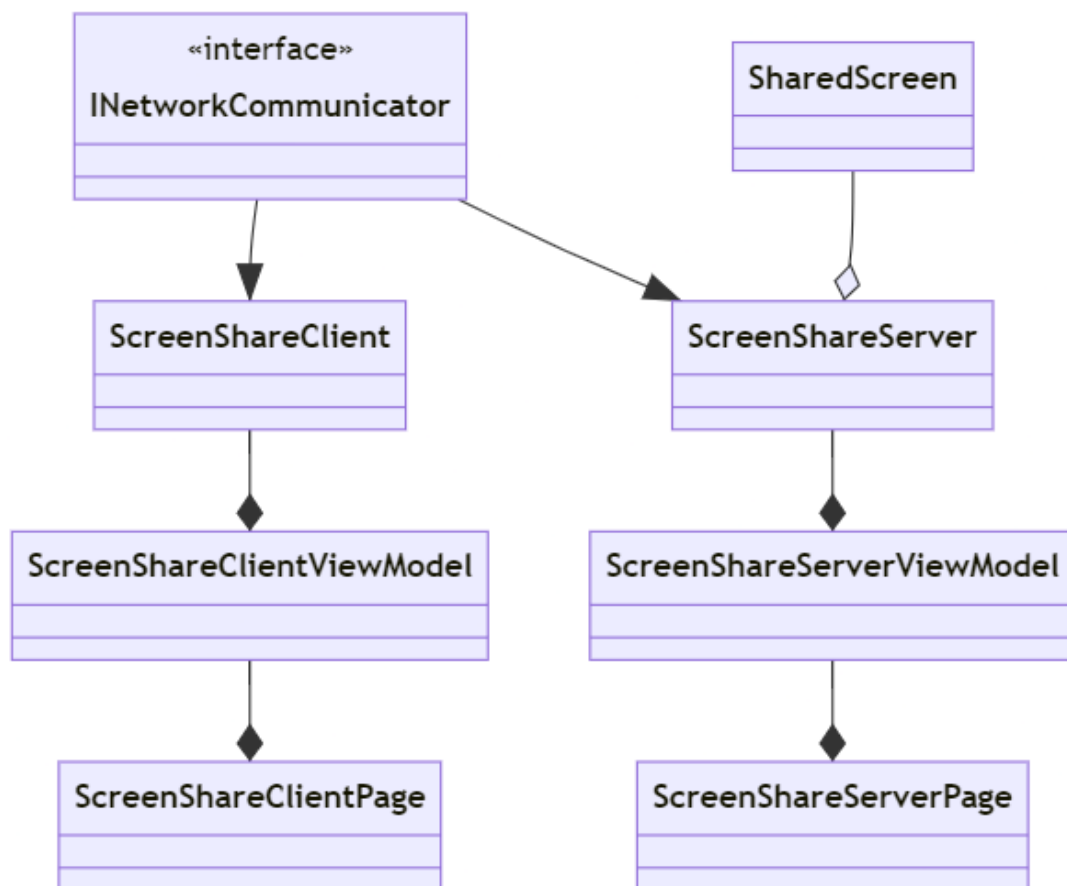 «interface»
INetworkCommunicator
SharedScreen
ScreenShareClient
ScreenShareServer
ScreenShareClientViewModel
ScreenShareServerViewModel
ScreenShareClientPage
ScreenShareServerPage